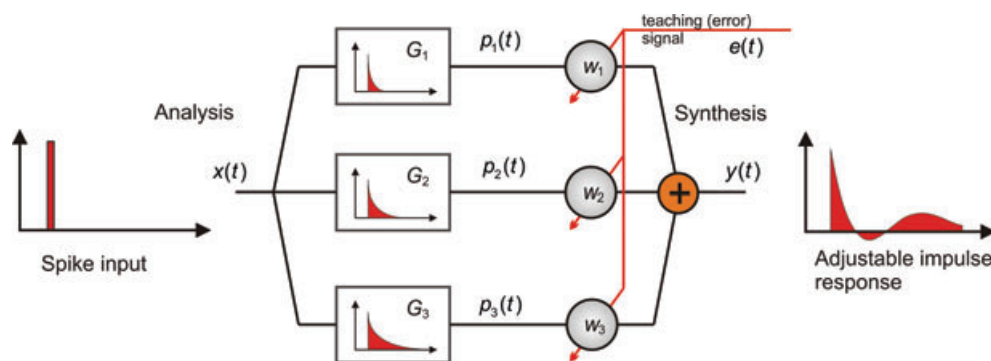 teaching (error)
signal
e(t)
G₁
p₁(t)
w₁
Analysis
Synthesis
x(t)
G₂
p₂(t)
w₂
+
y(t)
Spike input
Adjustable impulse
response
G₃
p₃(t)
w₃